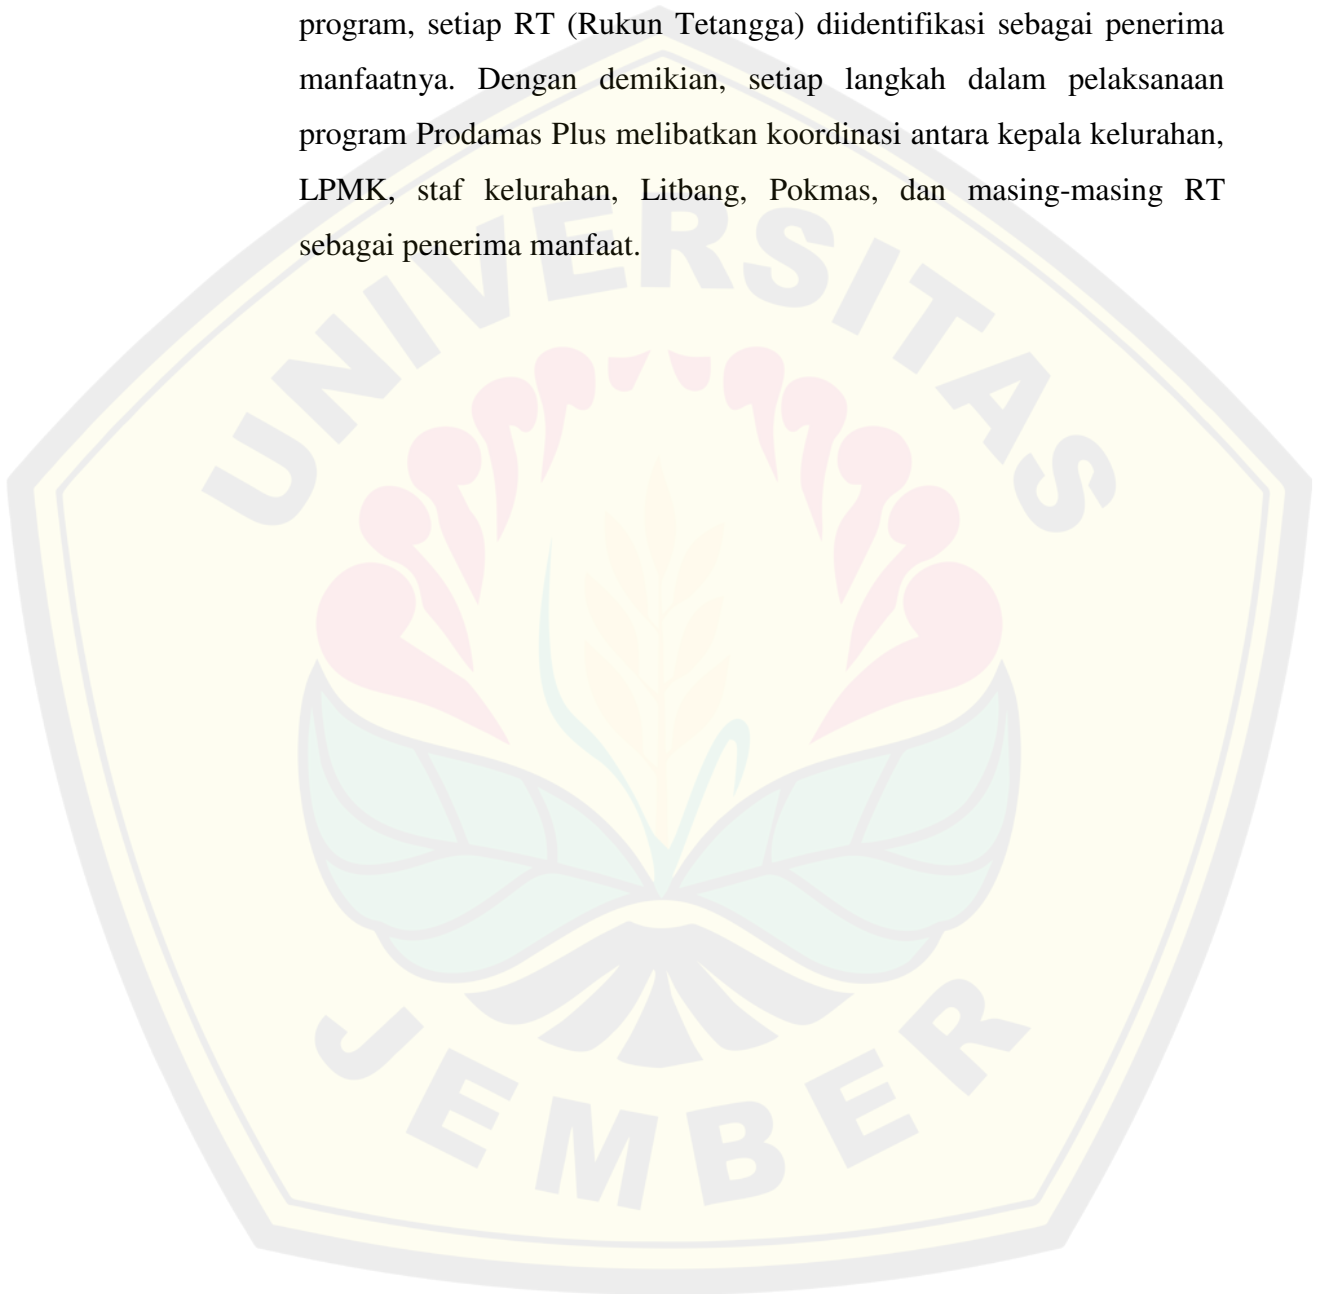 program, setiap RT (Rukun Tetangga) diidentifikasi sebagai penerima
manfaatnya. Dengan demikian, setiap langkah dalam pelaksanaan
program Prodamas Plus melibatkan koordinasi antara kepala kelurahan,
LPMK, staf kelurahan, Litbang, Pokmas, dan masing-masing RT
sebagai penerima manfaat.
UNIVERSITAS
JEMBER